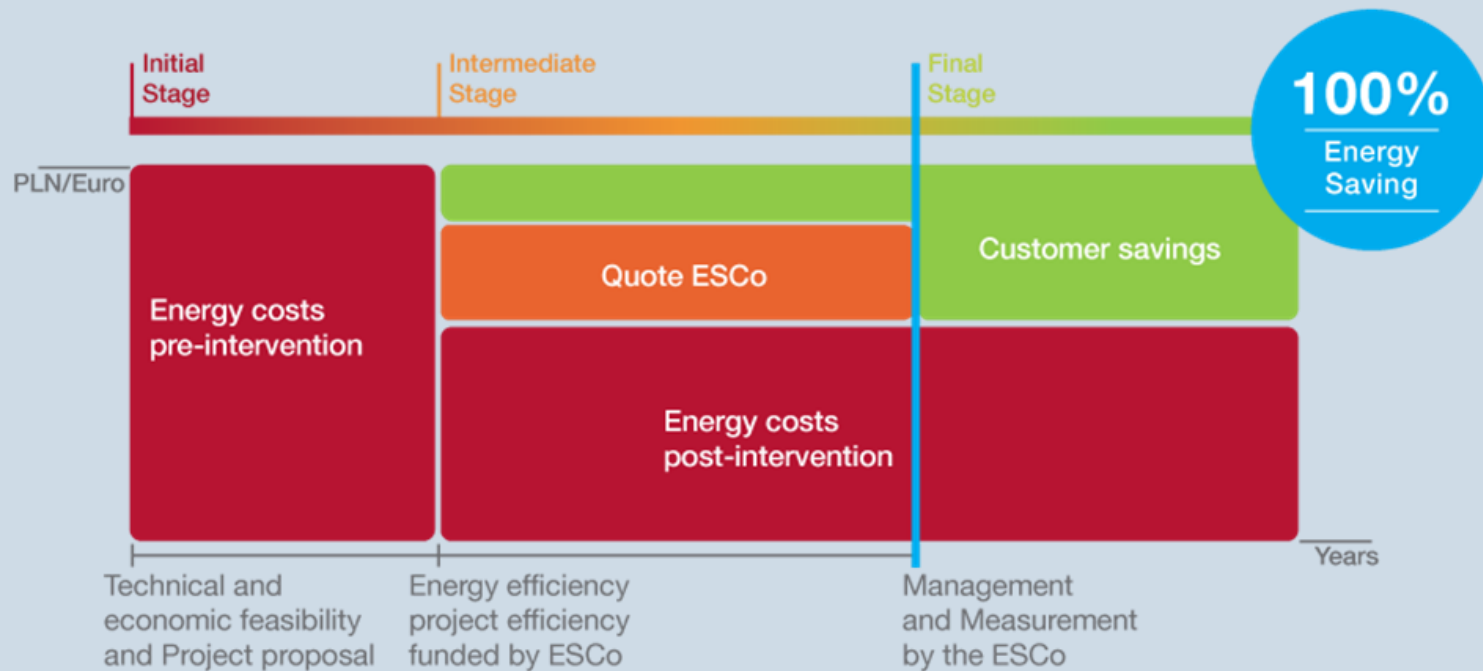 Initial
Stage
Intermediate
Stage
Final
Stage
100%
Energy
Saving
PLN/Euro
Energy costs
pre-intervention
Quote ESCo
Customer savings
Energy costs
post-intervention
Years
Technical and
economic feasibility
and Project proposal
Energy efficiency
project efficiency
funded by ESCo
Management
and Measurement
by the ESCo